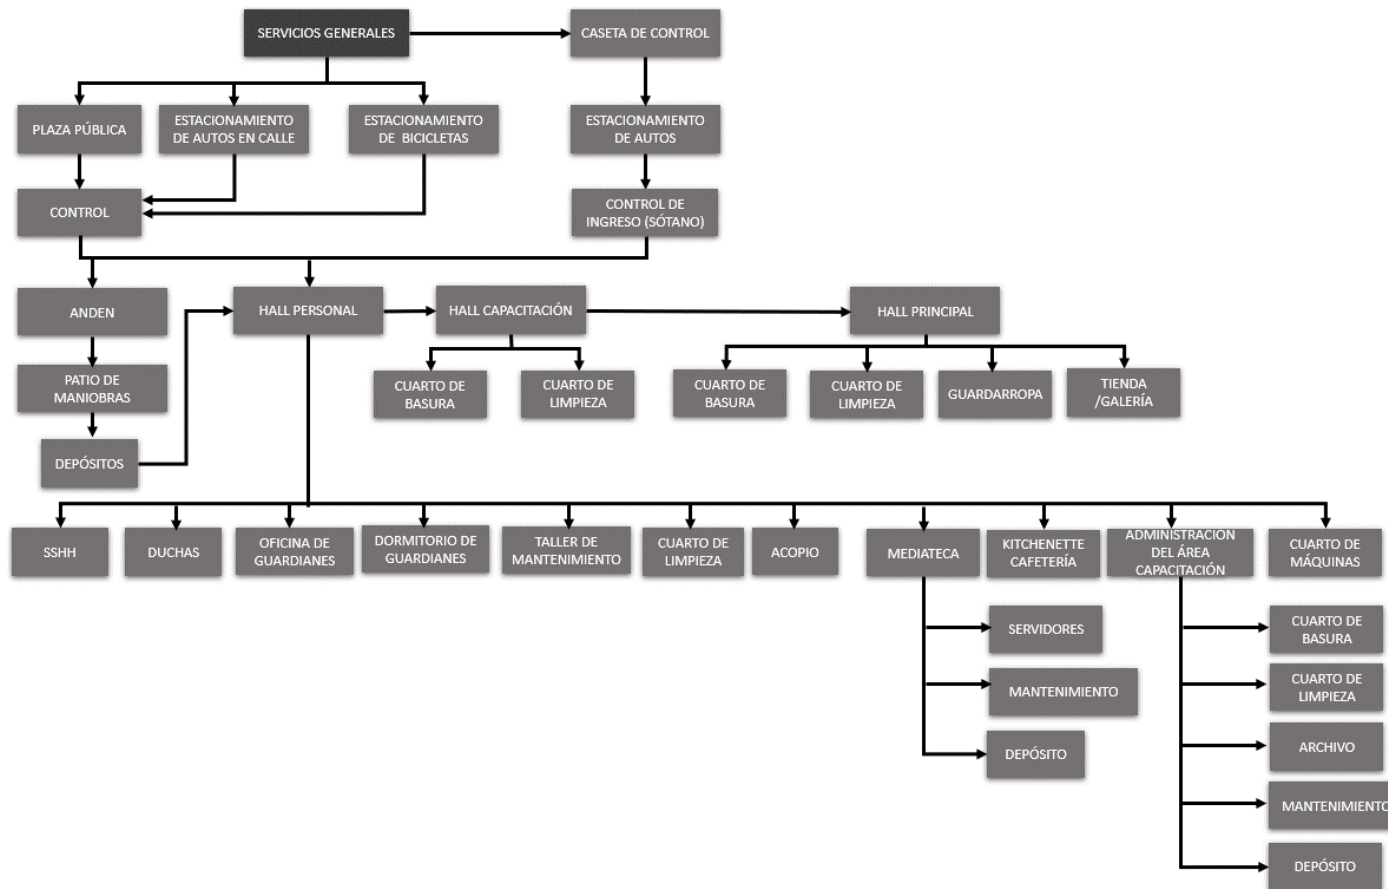 SERVICIOS GENERALES
CASETA DE CONTROL
PLAZA PÚBLICA
ESTACIONAMIENTO
DE AUTOS EN CALLE
ESTACIONAMIENTO
DE BICICLETAS
ESTACIONAMIENTO
DE AUTOS
CONTROL
CONTROL DE
INGRESO (SÓTANO)
ANDEN
HALL PERSONAL
HALL CAPACITACIÓN
HALL PRINCIPAL
PATIO DE
MANIOBRAS
CUARTO DE
BASURA
CUARTO DE
LIMPIEZA
CUARTO DE
BASURA
CUARTO DE
LIMPIEZA
GUARDARROPA
TIENDA
/GALERÍA
DEPÓSITOS
SSHH
DUCHAS
OFICINA DE
GUARDIANES
DORMITORIO DE
GUARDIANES
TALLER DE
MANTENIMIENTO
CUARTO DE
LIMPIEZA
ACOPIO
MEDIATECA
KITCHENETTE
CAFETERÍA
ADMINISTRACION
DEL ÁREA
CAPACITACIÓN
CUARTO DE
MÁQUINAS
SERVIDORES
MANTENIMIENTO
DEPÓSITO
CUARTO DE
BASURA
CUARTO DE
LIMPIEZA
ARCHIVO
MANTENIMIENTO
DEPÓSITO